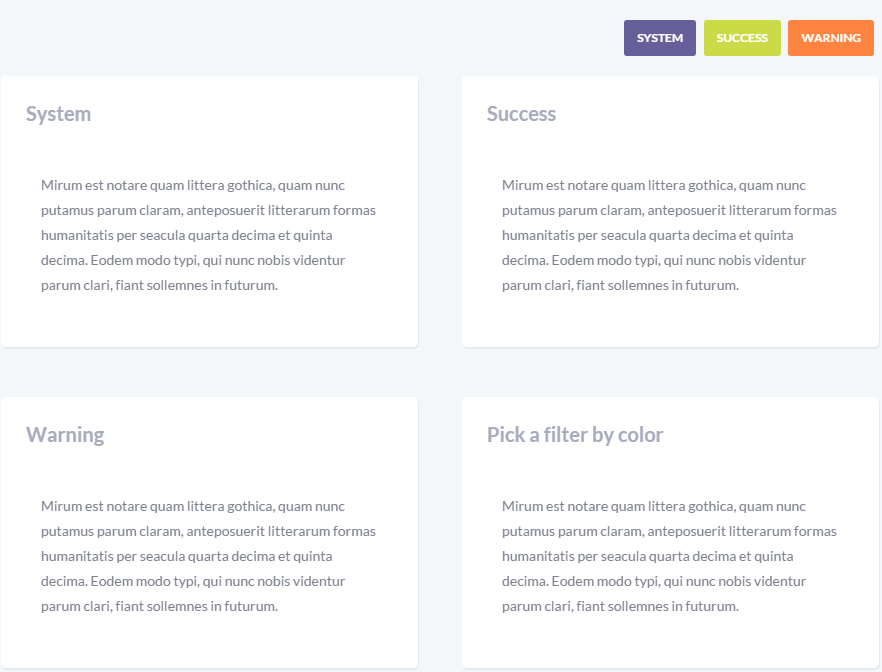 SYSTEM SUCCESS WARNING
System
Mirum est notare quam littera gothica, quam nunc
putamus parum claram, anteposuerit litterarum formas
humanitatis per seacula quarta decima et quinta
decima. Eodem modo typi, qui nunc nobis videntur
parum clari, fiant sollemnes in futurum.
Success
Mirum est notare quam littera gothica, quam nunc
putamus parum claram, anteposuerit litterarum formas
humanitatis per seacula quarta decima et quinta
decima. Eodem modo typi, qui nunc nobis videntur
parum clari, fiant sollemnes in futurum.
Warning
Mirum est notare quam littera gothica, quam nunc
putamus parum claram, anteposuerit litterarum formas
humanitatis per seacula quarta decima et quinta
decima. Eodem modo typi, qui nunc nobis videntur
parum clari, fiant sollemnes in futurum.
Pick a filter by color
Mirum est notare quam littera gothica, quam nunc
putamus parum claram, anteposuerit litterarum formas
humanitatis per seacula quarta decima et quinta
decima. Eodem modo typi, qui nunc nobis videntur
parum clari, fiant sollemnes in futurum.